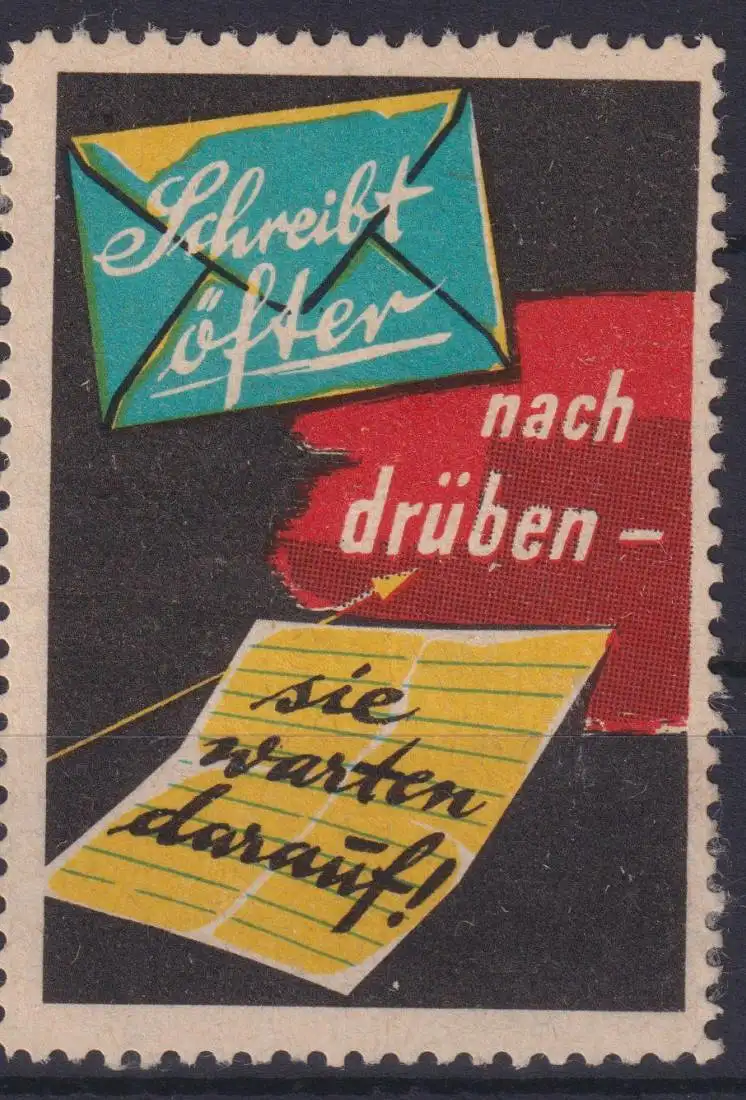 Schreibt
öfter
nach
drüben –
sie
warten
darauf!